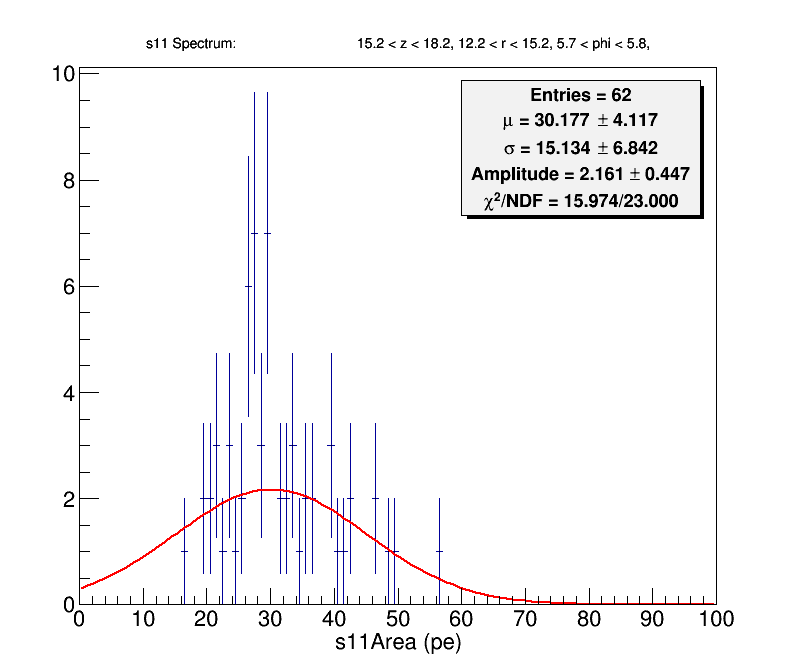 s11 Spectrum: 15.2 < z < 18.2, 12.2 < r < 15.2, 5.7 < phi < 5.8,
Entries = 62
μ = 30.177 ± 4.117
σ = 15.134 ± 6.842
Amplitude = 2.161 ± 0.447
χ²/NDF = 15.974/23.000
10
8
6
4
2
0
0 10 20 30 40 50 60 70 80 90 100
s11Area (pe)